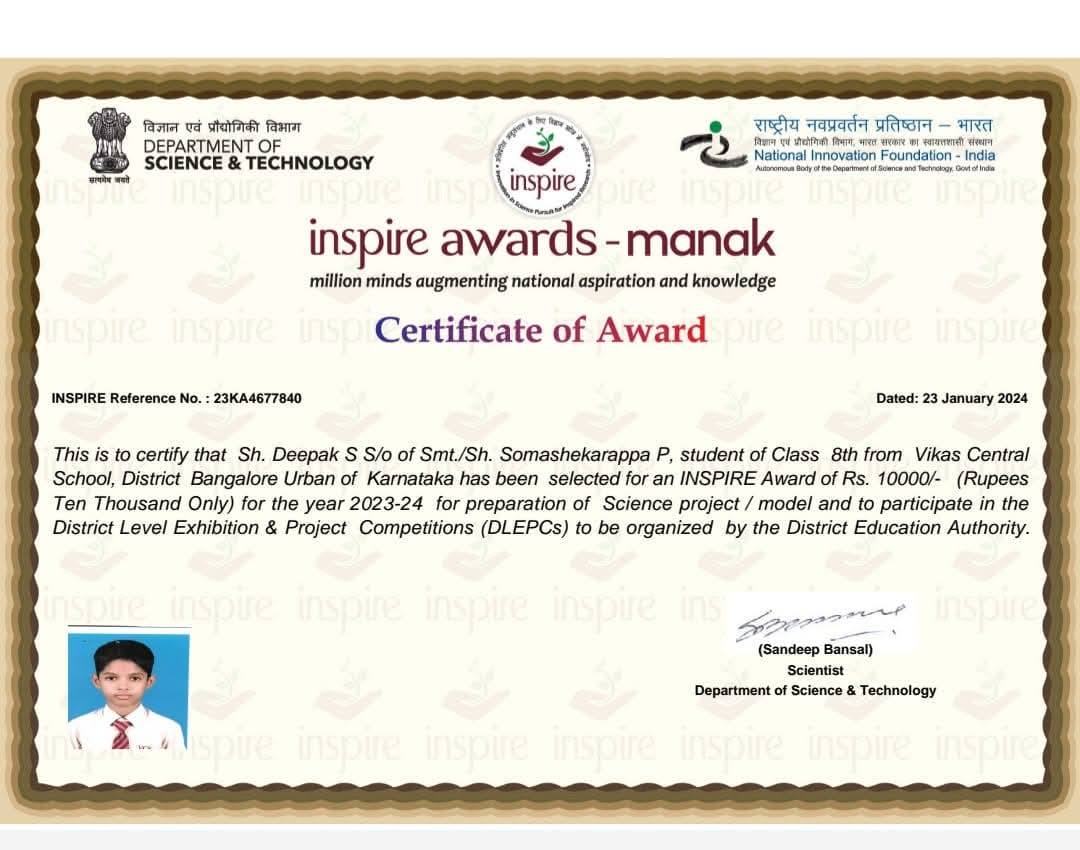 विज्ञान एवं प्रौद्योगिकी विभाग
DEPARTMENT OF
SCIENCE & TECHNOLOGY
सत्यमेव जयते
inspire
राष्ट्रीय नवप्रवर्तन प्रतिष्ठान – भारत
विज्ञान एवं प्रौद्योगिकी विभाग, भारत सरकार का स्वायत्तशासी संस्थान
National Innovation Foundation - India
Autonomous Body of the Department of Science and Technology, Govt of India
inspire awards - manak
million minds augmenting national aspiration and knowledge
Certificate of Award
INSPIRE Reference No. : 23KA4677840
Dated: 23 January 2024
This is to certify that Sh. Deepak S S/o of Smt./Sh. Somashekarappa P, student of Class 8th from Vikas Central
School, District Bangalore Urban of Karnataka has been selected for an INSPIRE Award of Rs. 10000/- (Rupees
Ten Thousand Only) for the year 2023-24 for preparation of Science project / model and to participate in the
District Level Exhibition & Project Competitions (DLEPCs) to be organized by the District Education Authority.
(Sandeep Bansal)
Scientist
Department of Science & Technology